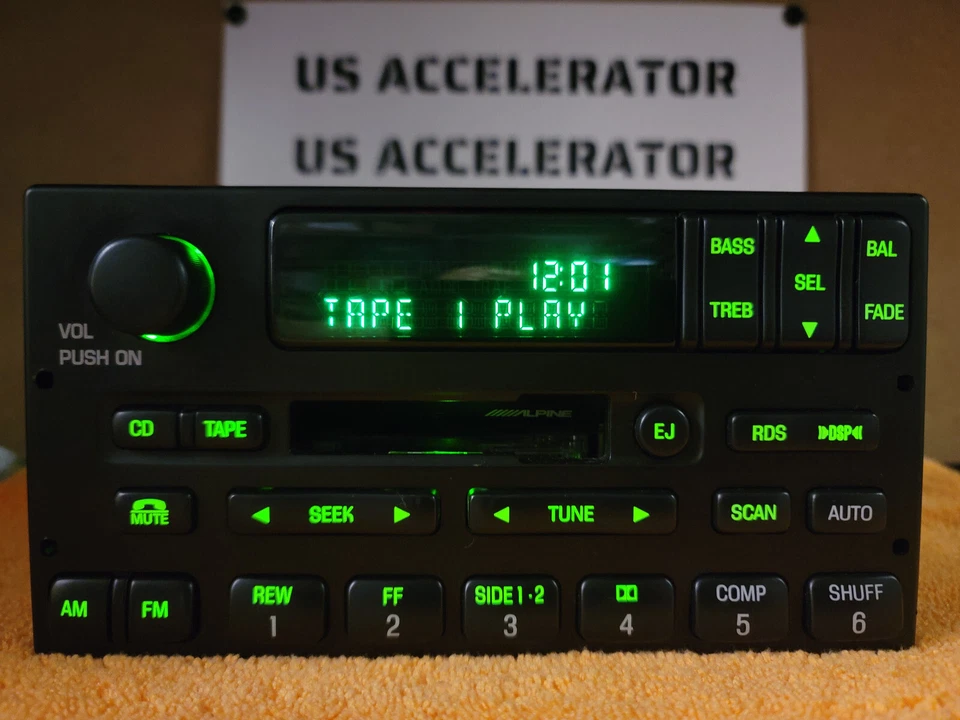 US ACCELERATOR
US ACCELERATOR
VOL
PUSH ON
12:01
TAPE 1 PLAY
BASS
TREB
SEL
BAL
FADE
CD
TAPE
ALPINE
EJ
RDS
DSP
MUTE
SEEK
TUNE
SCAN
AUTO
AM
FM
REW
1
FF
2
SIDE 1·2
3
4
COMP
5
SHUFF
6